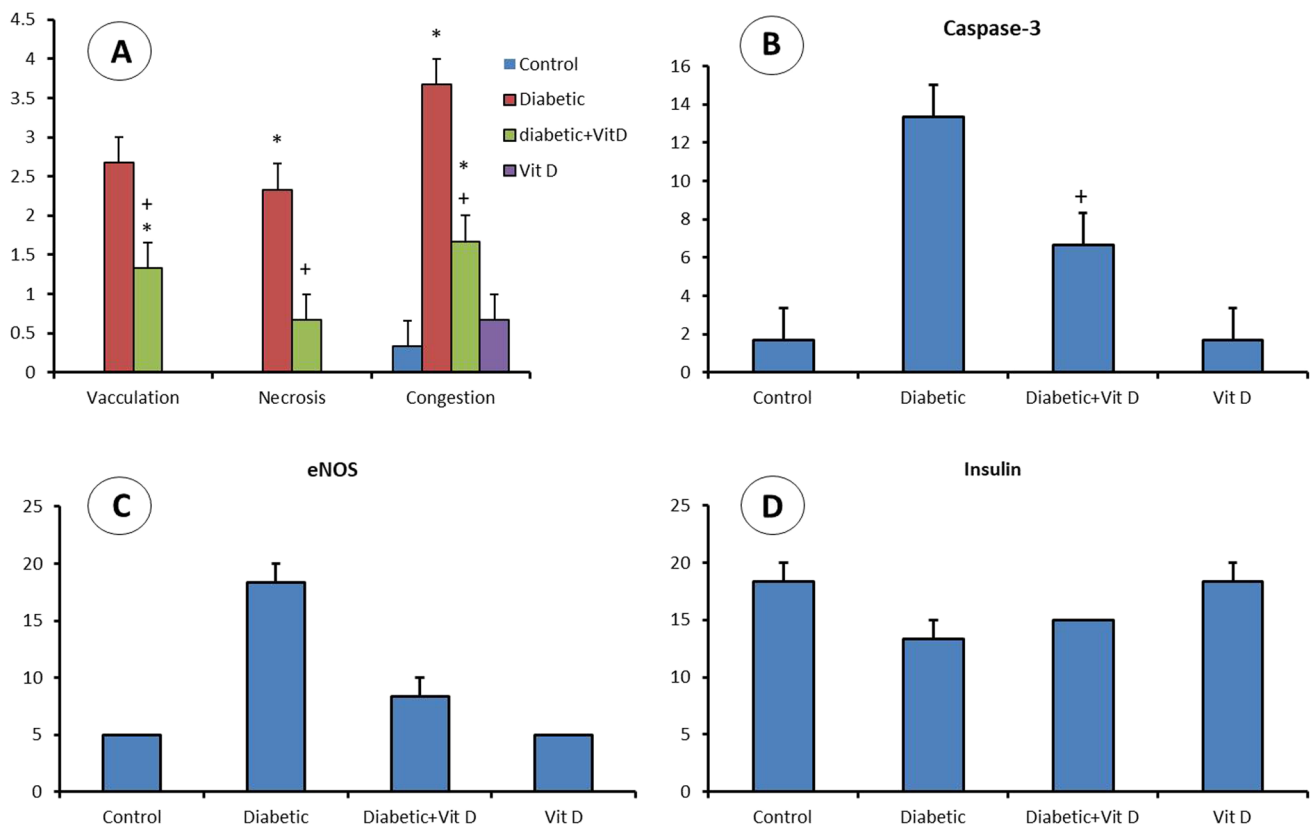 A
4.5
4
3.5
3
2.5
2
1.5
1
0.5
0
+
*
*
+
*
*
+
Vacculation Necrosis Congestion
Control
Diabetic
diabetic+VitD
Vit D
B
Caspase-3
16
14
12
10
8
6
4
2
0
+
Control Diabetic Diabetic+Vit D Vit D
C
eNOS
25
20
15
10
5
0
Control Diabetic Diabetic+Vit D Vit D
D
Insulin
25
20
15
10
5
0
Control Diabetic Diabetic+Vit D Vit D